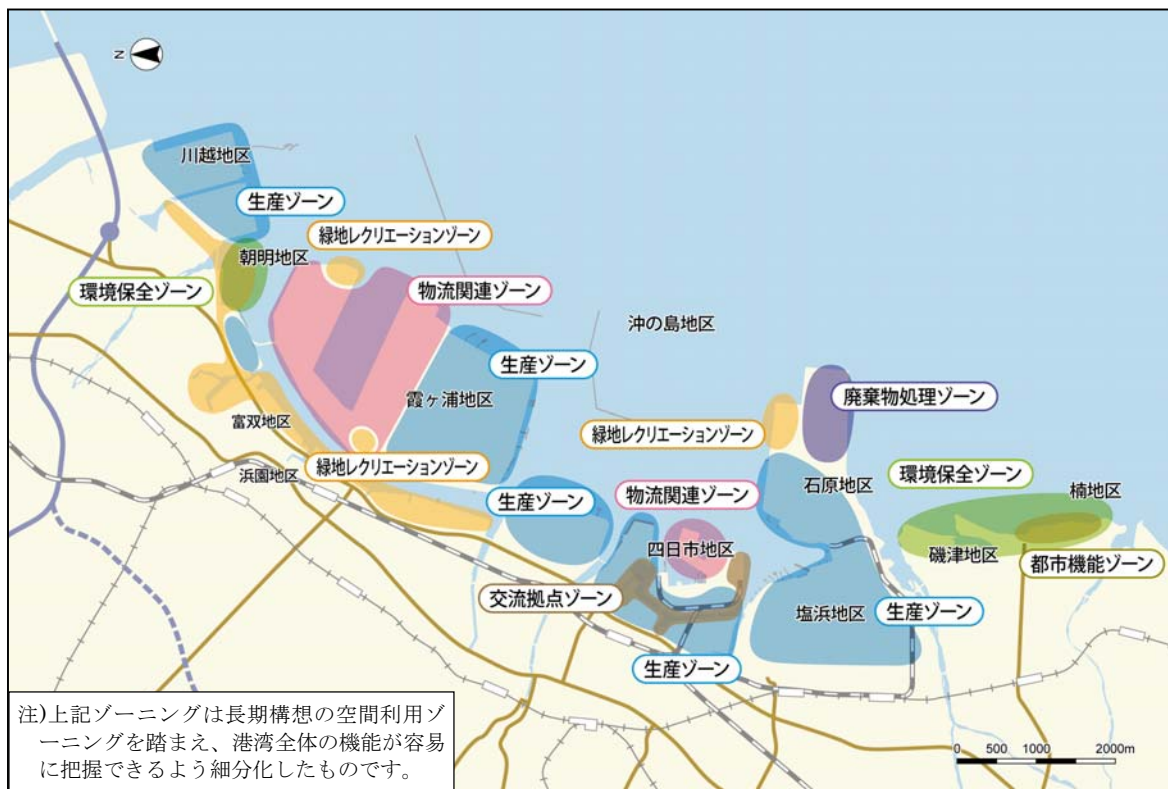 N
川越地区
生産ゾーン
緑地レクリエーションゾーン
朝明地区
環境保全ゾーン
物流関連ゾーン
沖の島地区
生産ゾーン
霞ヶ浦地区
廃棄物処理ゾーン
富双地区
緑地レクリエーションゾーン
浜園地区
緑地レクリエーションゾーン
環境保全ゾーン
生産ゾーン
物流関連ゾーン
石原地区
楠地区
四日市地区
磯津地区
都市機能ゾーン
交流拠点ゾーン
塩浜地区
生産ゾーン
生産ゾーン
注)上記ゾーニングは長期構想の空間利用ゾ
ーニングを踏まえ、港湾全体の機能が容易
に把握できるよう細分化したものです。
0 500 1000 2000m